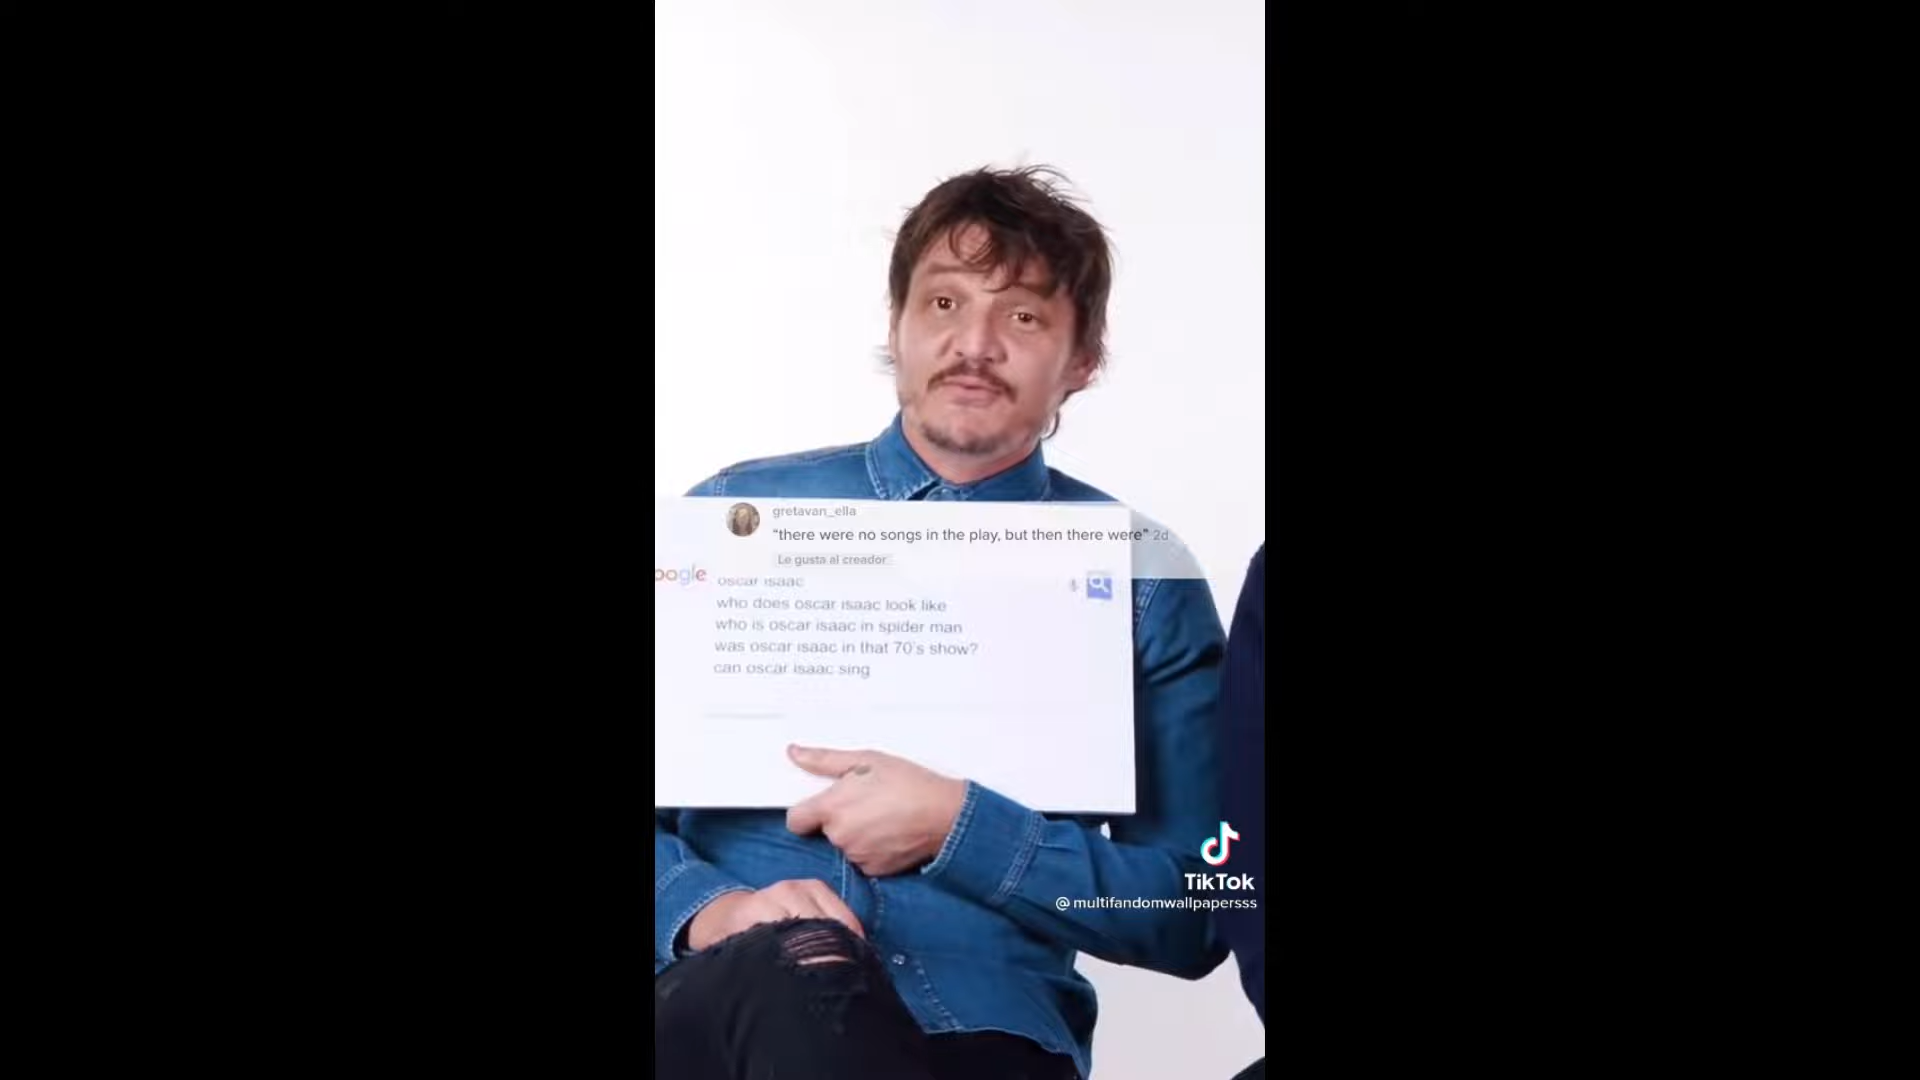 gretavan_ella
“there were no songs in the play, but then there were” 2d
Le gusta al creador
oogle
oscar isaac
who does oscar isaac look like
who is oscar isaac in spider man
was oscar isaac in that 70's show?
can oscar isaac sing
TikTok
@multifandomwallpapersss